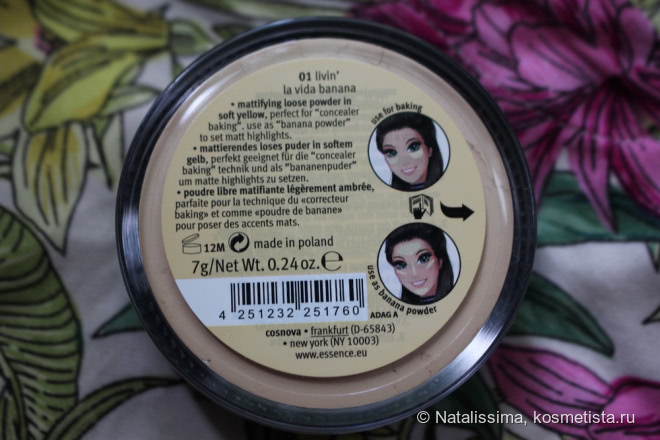 01 livin'
la vida banana
• mattifying loose powder in
soft yellow, perfect for "concealer
baking". use as "banana powder"
to set mat highlights.
• mattierendes loses puder in softem
gelb, perfekt geeignet für die "concealer
baking" technik und als "bananenpuder"
um matte highlights zu setzen.
• poudre libre matifiante légèrement ambrée,
parfaite pour la technique du «correcteur
baking» et comme «poudre de banane»
pour poser des accents mats.
use for baking
use as banana powder
12M made in poland
7g/Net Wt. 0.24 oz. e
4 251232 251760
ADAG A
cosnova • frankfurt (D-65843)
• new york (NY 10003)
www.essence.eu
© Natalissima, kosmetista.ru